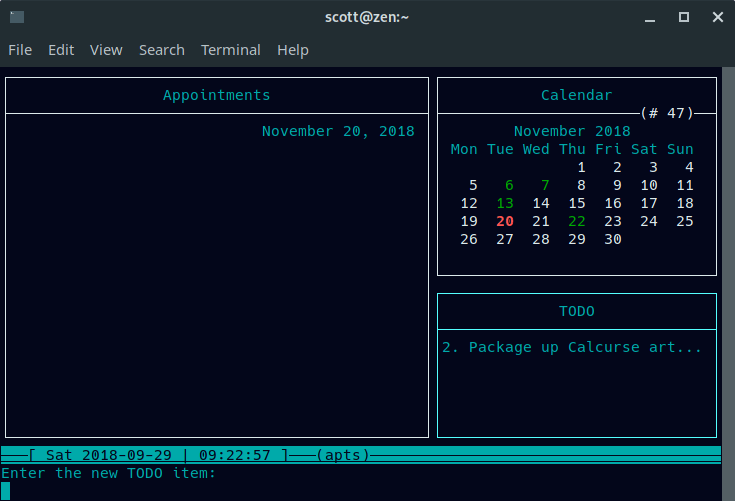 scott@zen:~
File Edit View Search Terminal Help
Appointments
November 20, 2018
Calendar
(# 47)
November 2018
Mon Tue Wed Thu Fri Sat Sun
1 2 3 4
5 6 7 8 9 10 11
12 13 14 15 16 17 18
19 20 21 22 23 24 25
26 27 28 29 30
TODO
2. Package up Calcurse art...
[ Sat 2018-09-29 | 09:22:57 ] (apts)
Enter the new TODO item: